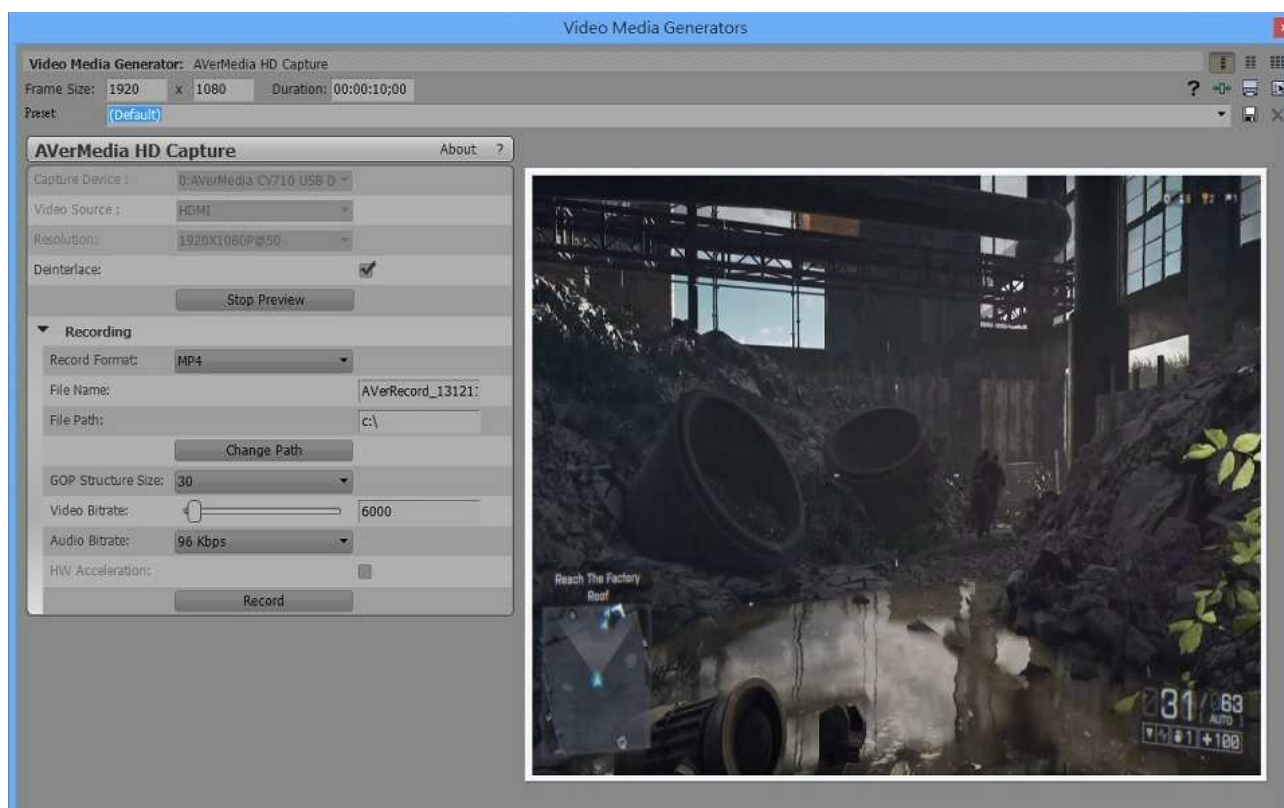 Video Media Generators
Video Media Generator: AVerMedia HD Capture
Frame Size: 1920 x 1080 Duration: 00:00:10;00
?
Preset: (Default)
AVerMedia HD Capture About ?
Capture Device : 0:AVerMedia CV710 USB D
Video Source : HDMI
Resolution: 1920X1080P@50
Deinterlace:
Stop Preview
Recording
Record Format: MP4
File Name: AVerRecord_13121
File Path: c:\
Change Path
GOP Structure Size: 30
Video Bitrate: 6000
Audio Bitrate: 96 Kbps
HW Acceleration:
Record
Reach The Factory
Roof
31/063
AUTO
1 +100